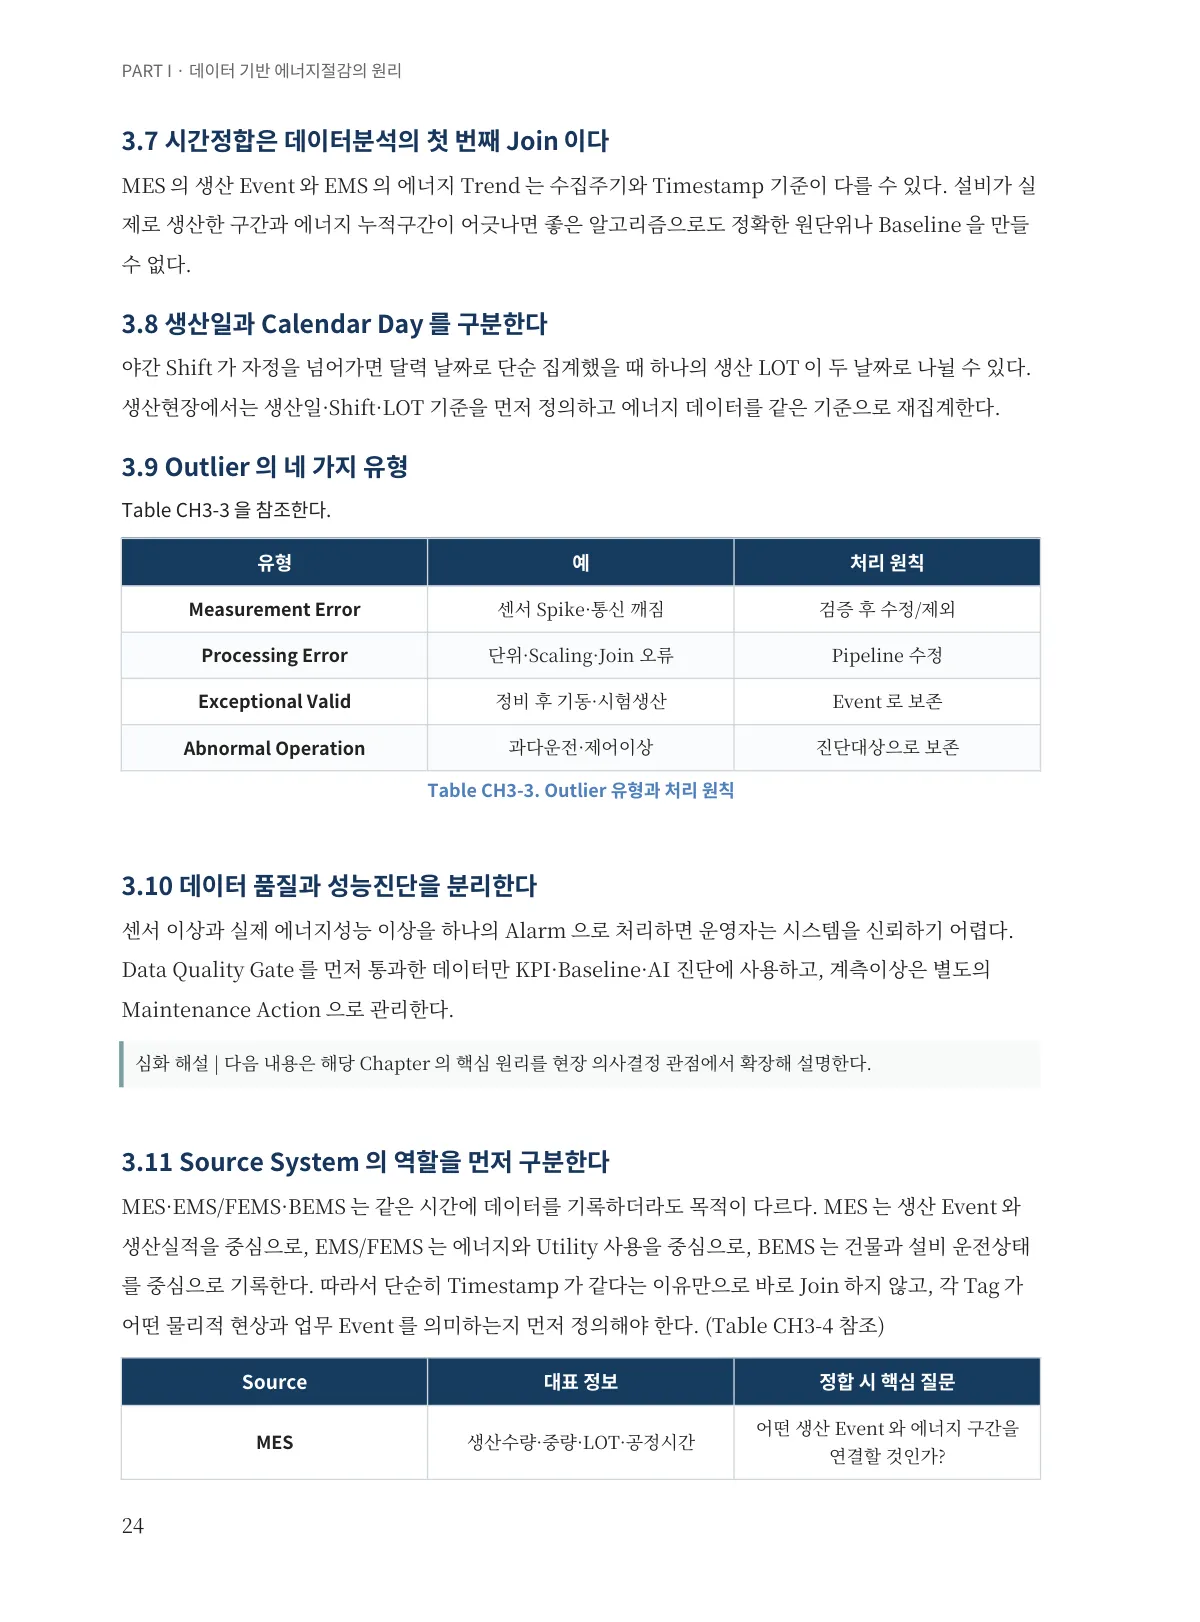 PART I · 데이터 기반 에너지절감의 원리
3.7 시간정합은 데이터분석의 첫 번째 Join 이다
MES 의 생산 Event 와 EMS 의 에너지 Trend 는 수집주기와 Timestamp 기준이 다를 수 있다. 설비가 실
제로 생산한 구간과 에너지 누적구간이 어긋나면 좋은 알고리즘으로도 정확한 원단위나 Baseline 을 만들
수 없다.
3.8 생산일과 Calendar Day 를 구분한다
야간 Shift 가 자정을 넘어가면 달력 날짜로 단순 집계했을 때 하나의 생산 LOT 이 두 날짜로 나뉠 수 있다.
생산현장에서는 생산일·Shift·LOT 기준을 먼저 정의하고 에너지 데이터를 같은 기준으로 재집계한다.
3.9 Outlier 의 네 가지 유형
Table CH3-3 을 참조한다.
유형 예 처리 원칙
Measurement Error 센서 Spike·통신 깨짐 검증 후 수정/제외
Processing Error 단위·Scaling·Join 오류 Pipeline 수정
Exceptional Valid 정비 후 기동·시험생산 Event 로 보존
Abnormal Operation 과다운전·제어이상 진단대상으로 보존
Table CH3-3. Outlier 유형과 처리 원칙
3.10 데이터 품질과 성능진단을 분리한다
센서 이상과 실제 에너지성능 이상을 하나의 Alarm 으로 처리하면 운영자는 시스템을 신뢰하기 어렵다.
Data Quality Gate 를 먼저 통과한 데이터만 KPI·Baseline·AI 진단에 사용하고, 계측이상은 별도의
Maintenance Action 으로 관리한다.
심화 해설 | 다음 내용은 해당 Chapter 의 핵심 원리를 현장 의사결정 관점에서 확장해 설명한다.
3.11 Source System 의 역할을 먼저 구분한다
MES·EMS/FEMS·BEMS 는 같은 시간에 데이터를 기록하더라도 목적이 다르다. MES 는 생산 Event 와
생산실적을 중심으로, EMS/FEMS 는 에너지와 Utility 사용을 중심으로, BEMS 는 건물과 설비 운전상태
를 중심으로 기록한다. 따라서 단순히 Timestamp 가 같다는 이유만으로 바로 Join 하지 않고, 각 Tag 가
어떤 물리적 현상과 업무 Event 를 의미하는지 먼저 정의해야 한다. (Table CH3-4 참조)
Source 대표 정보 정합 시 핵심 질문
MES 생산수량·중량·LOT·공정시간 어떤 생산 Event 와 에너지 구간을
연결할 것인가?
24